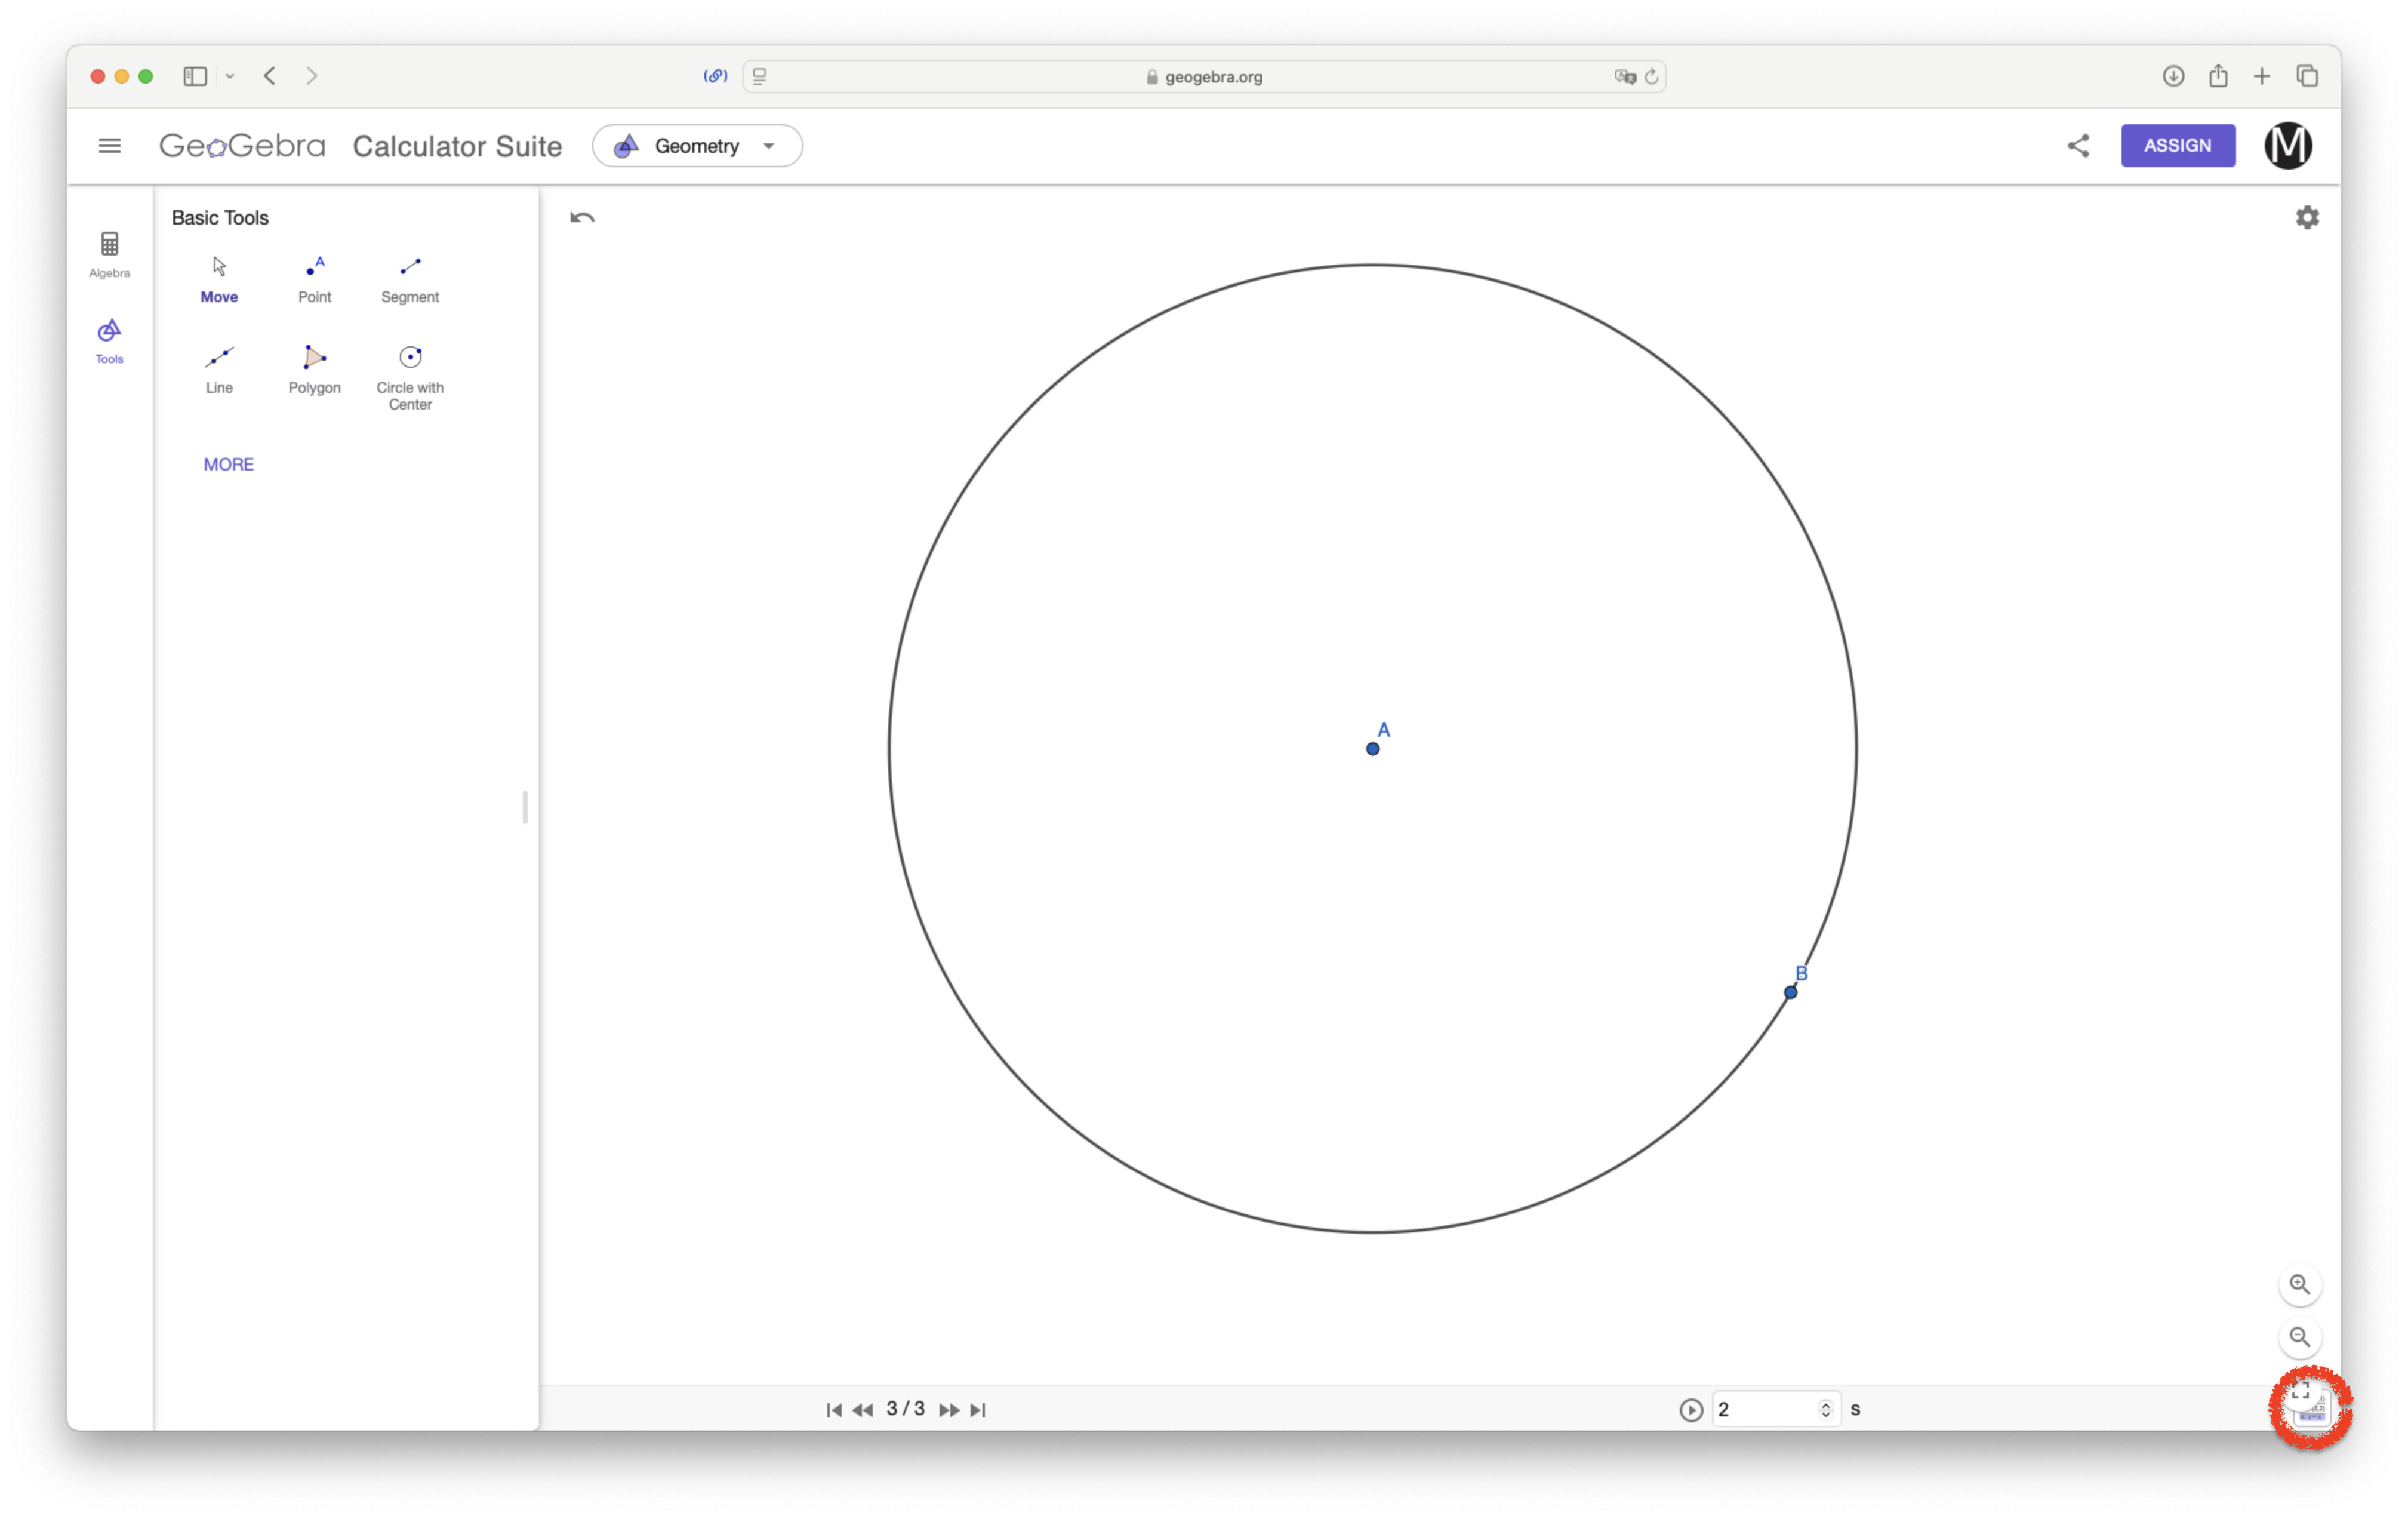 geogebra.org
GeoGebra Calculator Suite Geometry ASSIGN M
Basic Tools
Algebra
Tools
A
Move Point Segment
Line Polygon Circle with
Center
MORE
A
B
3 / 3 2 s